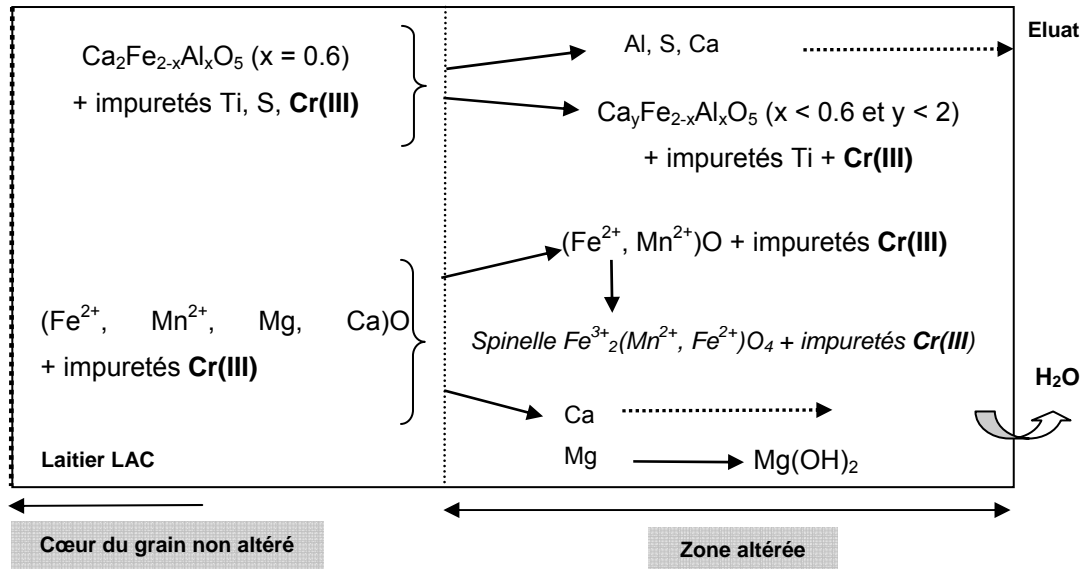 Ca2Fe2-xAlxO5 (x = 0.6)
+ impuretés Ti, S, Cr(III)
Al, S, Ca
Eluat
CayFe2-xAlxO5 (x < 0.6 et y < 2)
+ impuretés Ti + Cr(III)
(Fe2+, Mn2+)O + impuretés Cr(III)
(Fe2+, Mn2+, Mg, Ca)O
+ impuretés Cr(III)
Spinelle Fe3+2(Mn2+, Fe2+)O4 + impuretés Cr(III)
H2O
Ca
Mg
Mg(OH)2
Laitier LAC
Cœur du grain non altéré
Zone altérée